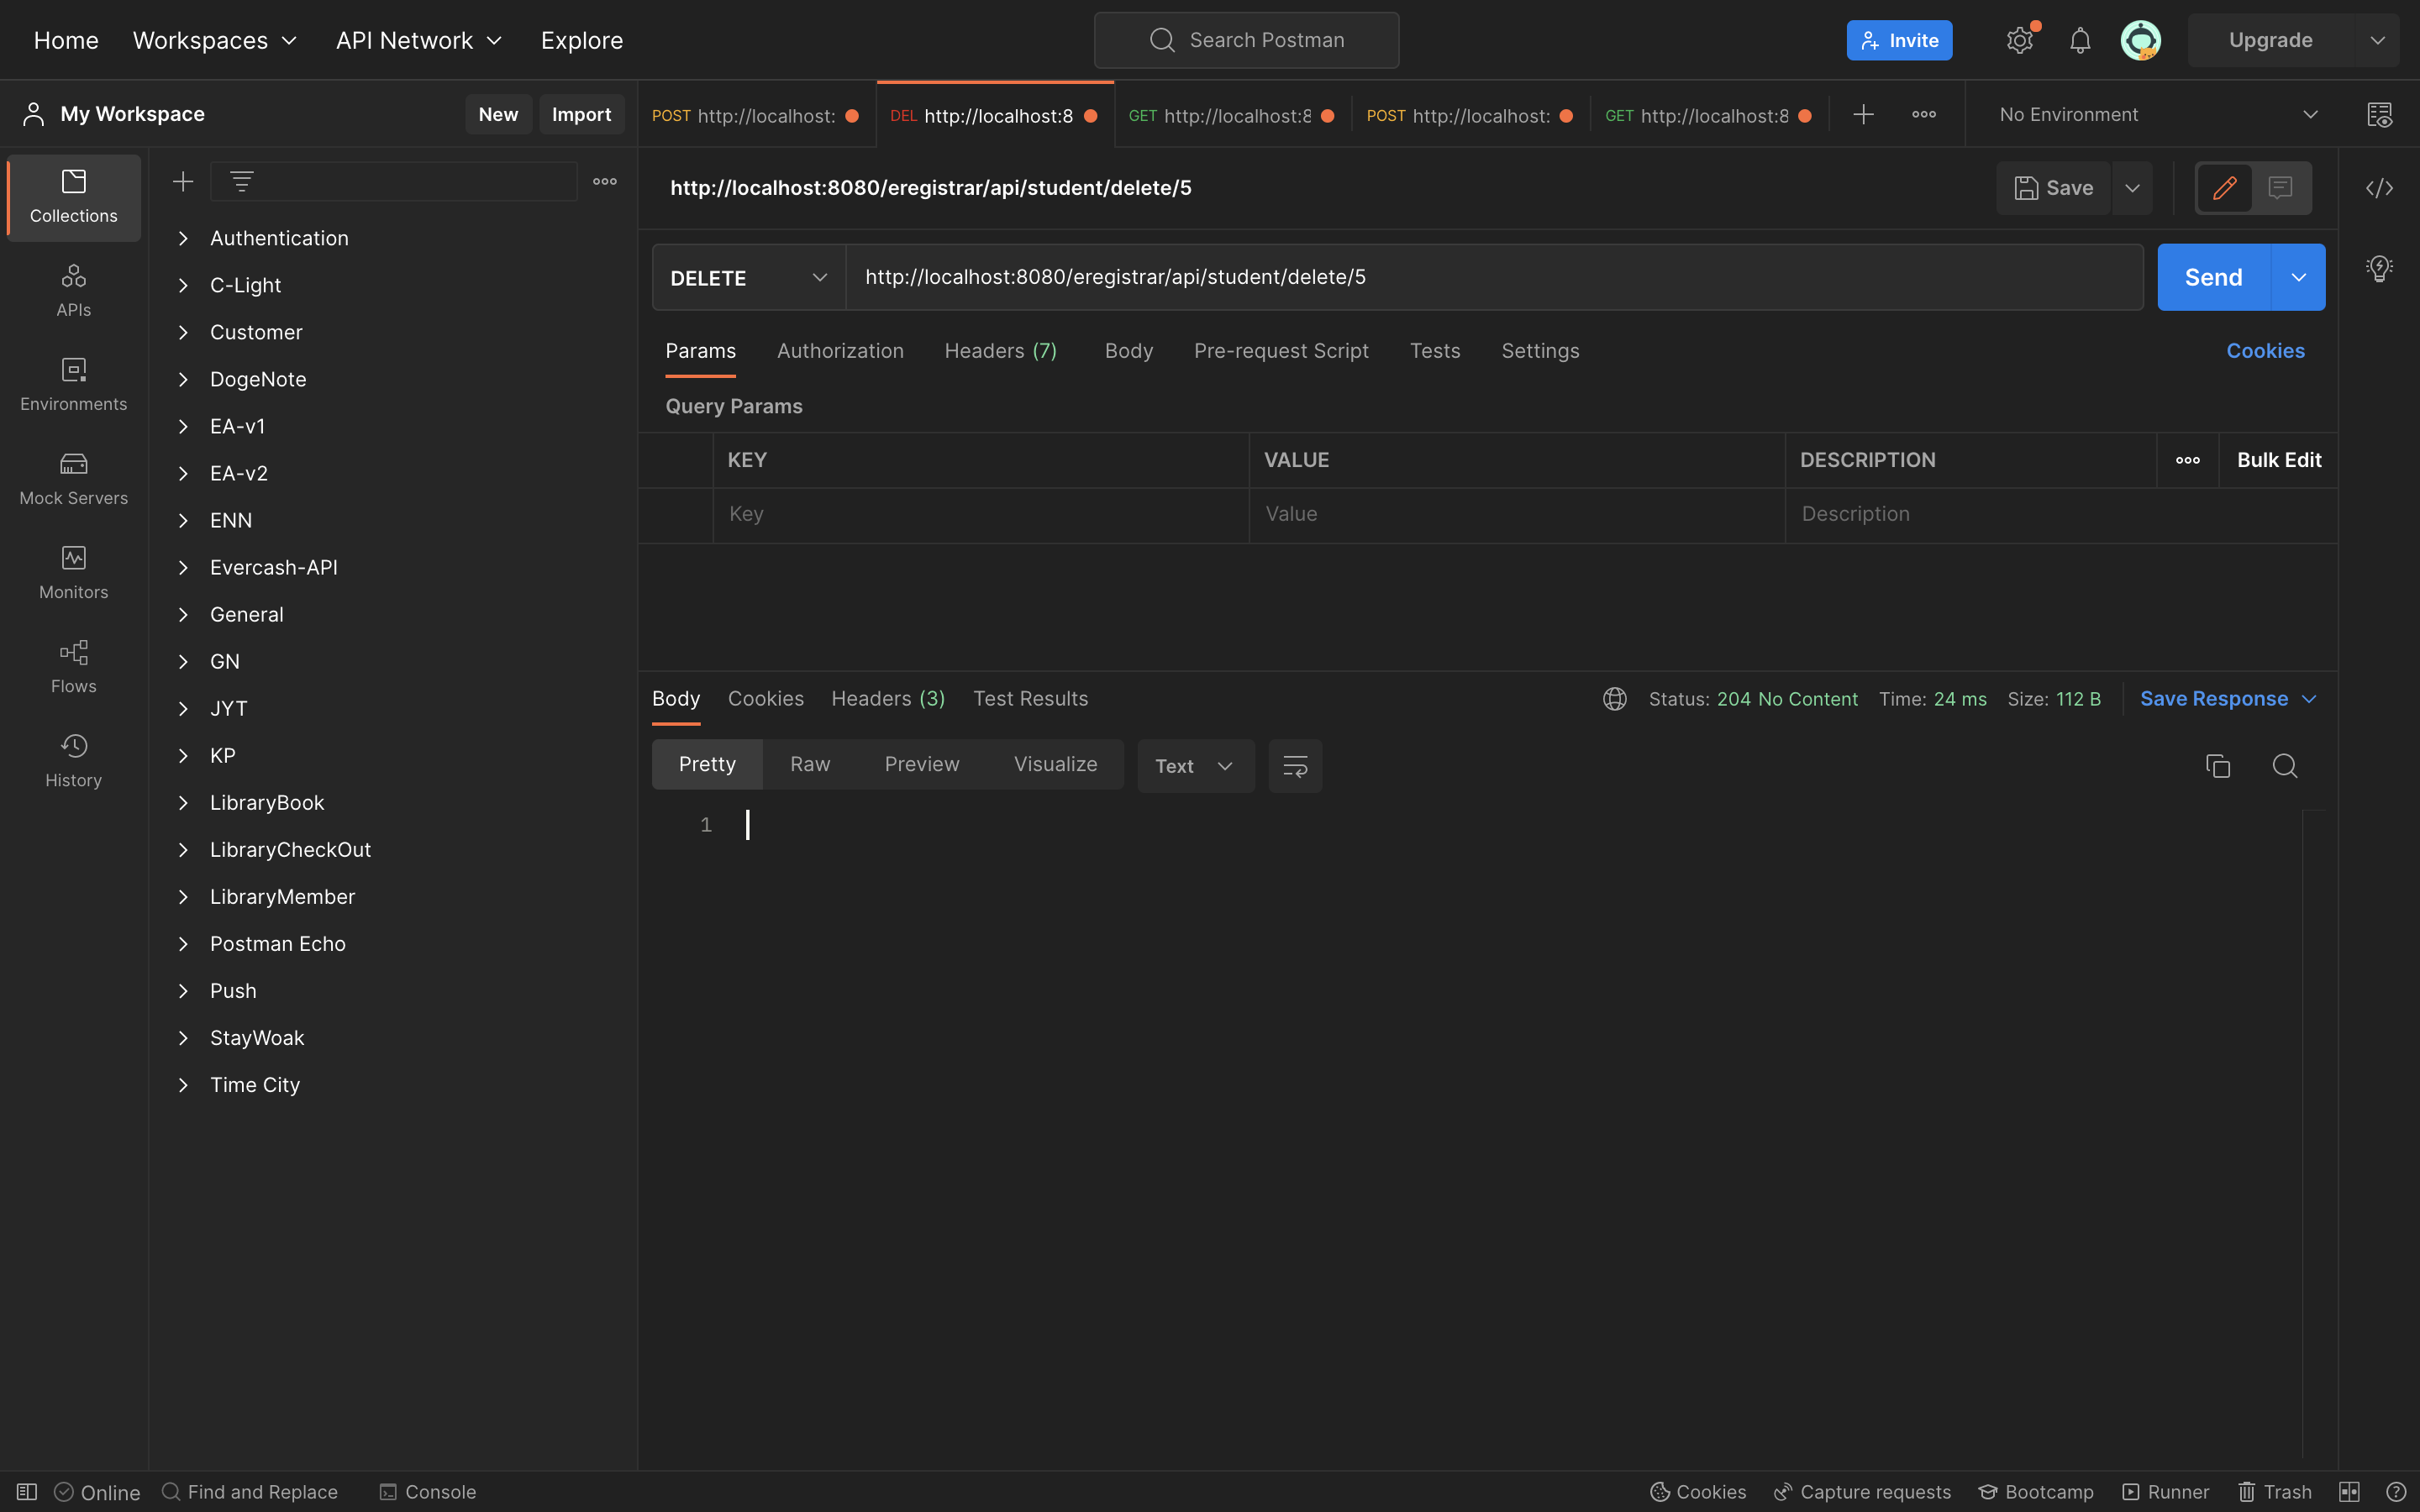 Home Workspaces API Network Explore Search Postman Invite Upgrade
My Workspace New Import POST http://localhost: DEL http://localhost:8 GET http://localhost:8 POST http://localhost: GET http://localhost:8 No Environment
Collections
APIs
Environments
Mock Servers
Monitors
Flows
History
Authentication
C-Light
Customer
DogeNote
EA-v1
EA-v2
ENN
Evercash-API
General
GN
JYT
KP
LibraryBook
LibraryCheckOut
LibraryMember
Postman Echo
Push
StayWoak
Time City
http://localhost:8080/eregistrar/api/student/delete/5 Save
DELETE http://localhost:8080/eregistrar/api/student/delete/5 Send
Params Authorization Headers (7) Body Pre-request Script Tests Settings Cookies
Query Params
KEY VALUE DESCRIPTION Bulk Edit
Key Value Description
Body Cookies Headers (3) Test Results Status: 204 No Content Time: 24 ms Size: 112 B Save Response
Pretty Raw Preview Visualize Text
1
Online Find and Replace Console Cookies Capture requests Bootcamp Runner Trash